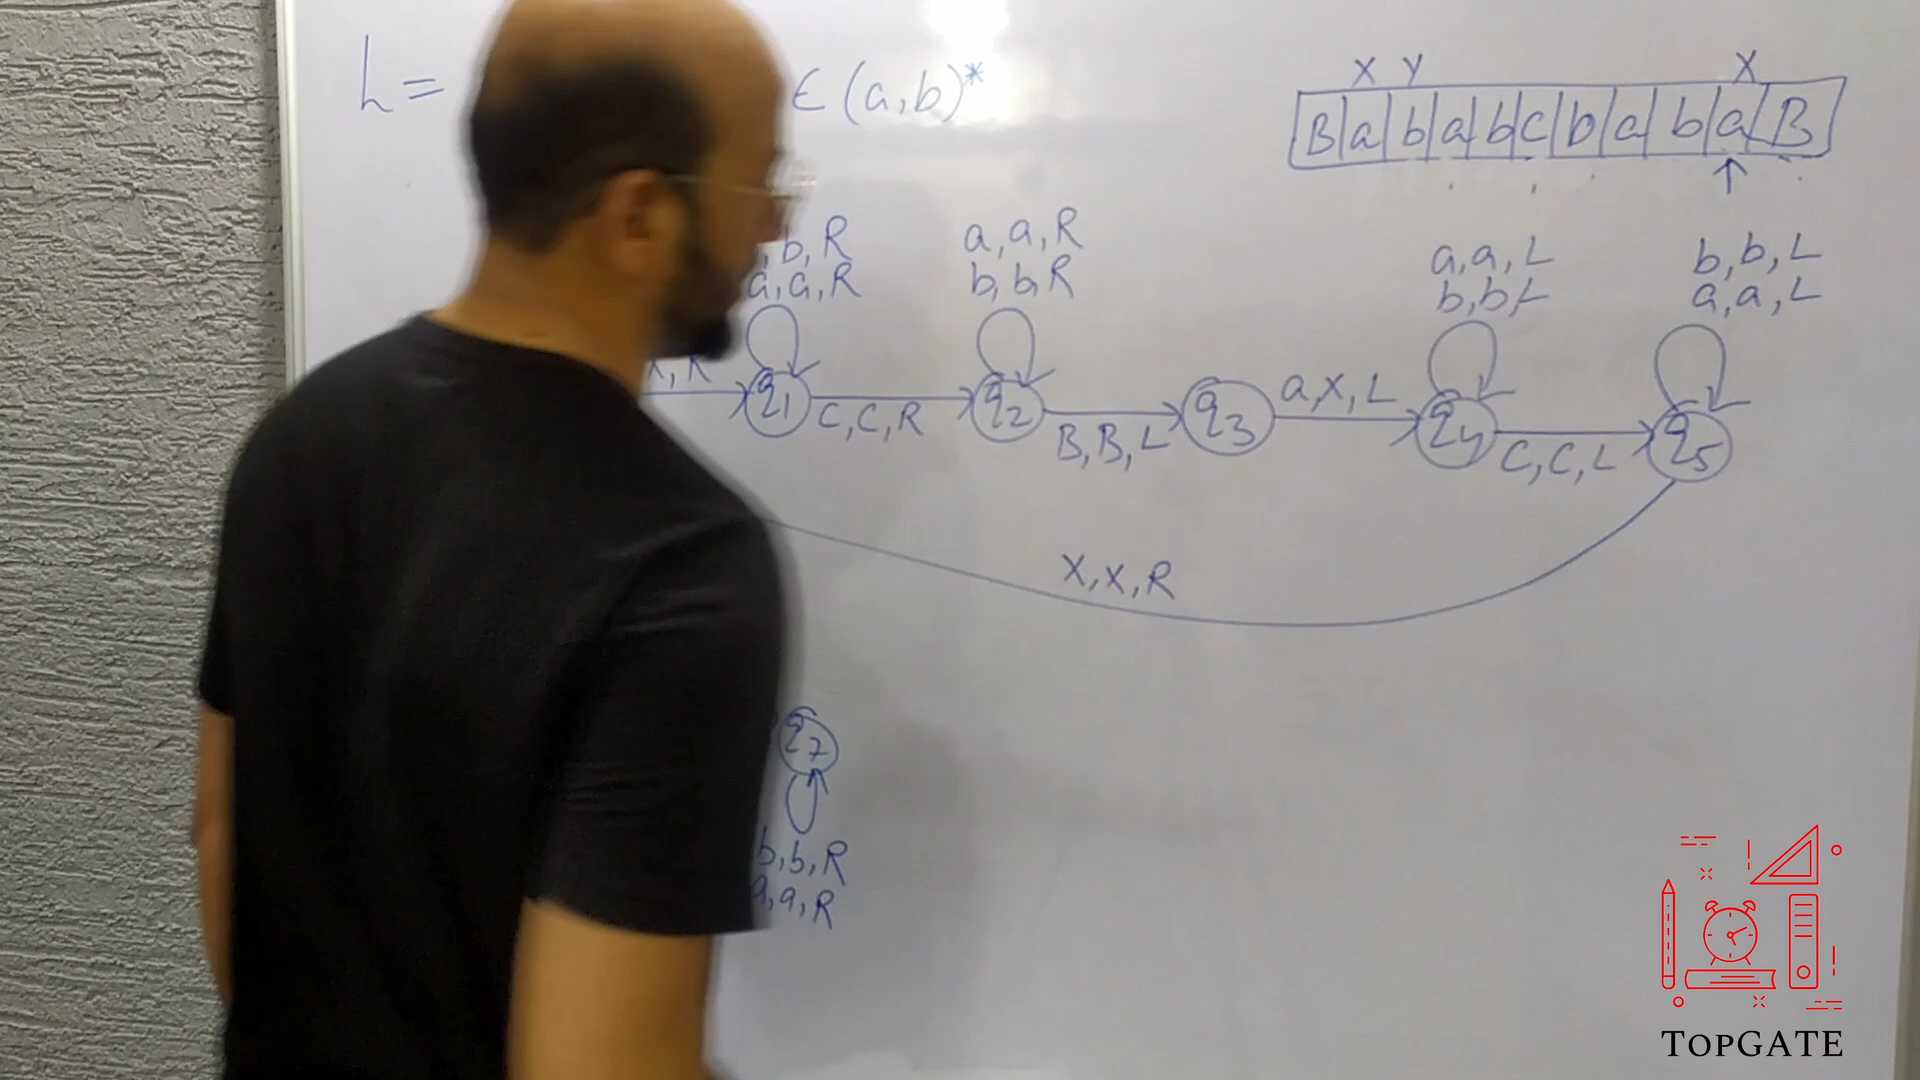 L = ∈ (a,b)*
X Y X
B a b a b c b a b a B
b, R
a, a, R
a, a, R
b, b, R
a, a, L
b, b, L
b, b, L
a, a, L
X, R
q1
C, C, R
q2
B, B, L
q3
a, X, L
q4
C, C, L
q5
X, X, R
q7
b, b, R
a, a, R
TOPGATE